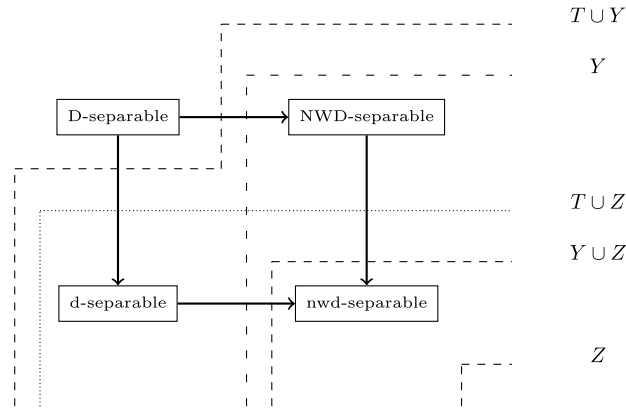 T ∪ Y
Y
D-separable
NWD-separable
T ∪ Z
Y ∪ Z
d-separable
nwd-separable
Z